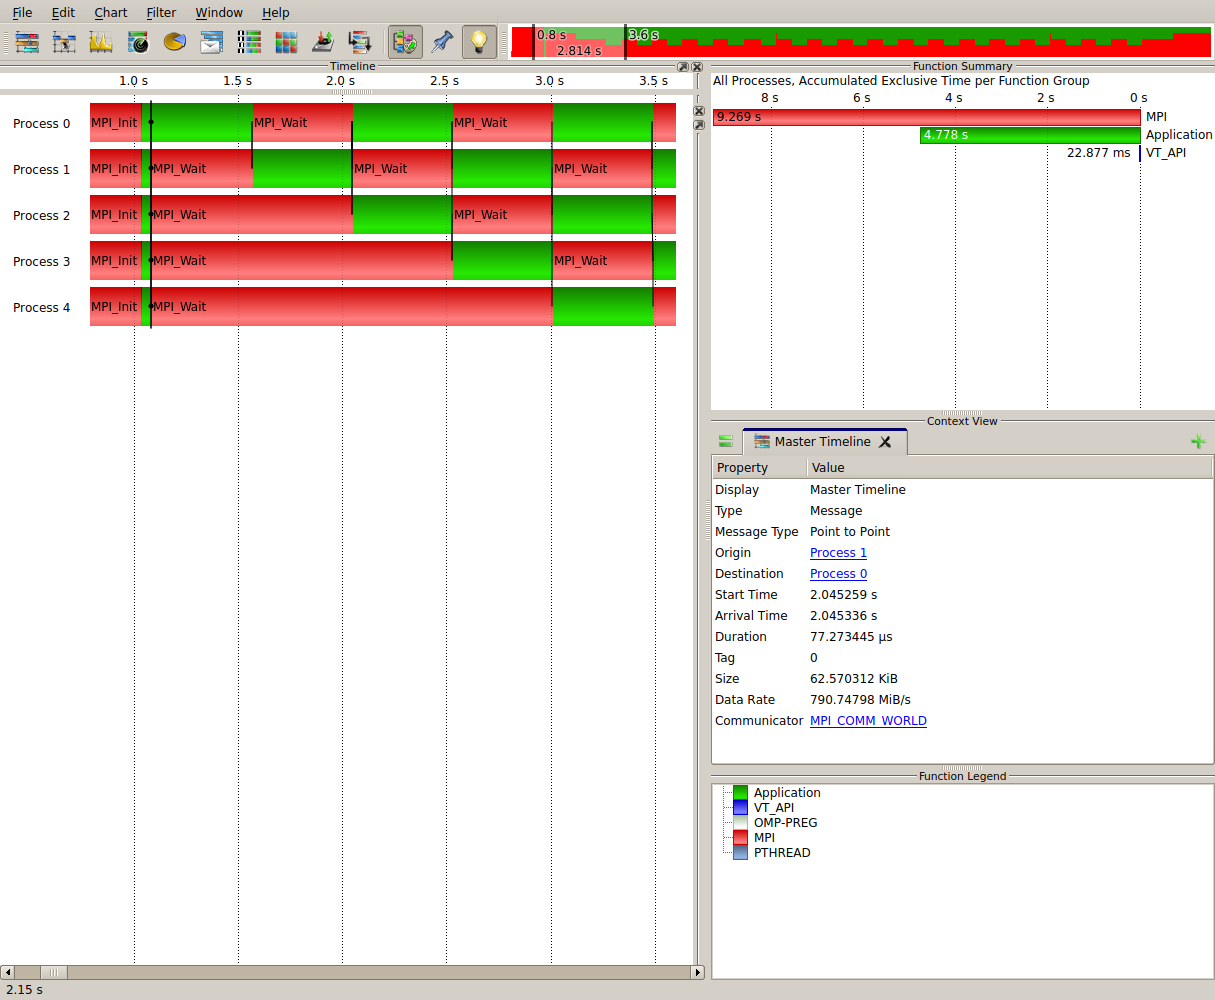 File Edit Chart Filter Window Help
0.8 s 3.6 s
2.814 s
Timeline
1.0 s 1.5 s 2.0 s 2.5 s 3.0 s 3.5 s
Process 0 MPI_Init MPI_Wait MPI_Wait
Process 1 MPI_Init MPI_Wait MPI_Wait MPI_Wait
Process 2 MPI_Init MPI_Wait MPI_Wait
Process 3 MPI_Init MPI_Wait MPI_Wait
Process 4 MPI_Init MPI_Wait
2.15 s
Function Summary
All Processes, Accumulated Exclusive Time per Function Group
8 s 6 s 4 s 2 s 0 s
9.269 s MPI
4.778 s Application
22.877 ms VT_API
Context View
Master Timeline
Property Value
Display Master Timeline
Type Message
Message Type Point to Point
Origin Process 1
Destination Process 0
Start Time 2.045259 s
Arrival Time 2.045336 s
Duration 77.273445 µs
Tag 0
Size 62.570312 KiB
Data Rate 790.74798 MiB/s
Communicator MPI_COMM_WORLD
Function Legend
Application
VT_API
OMP-PREG
MPI
PTHREAD